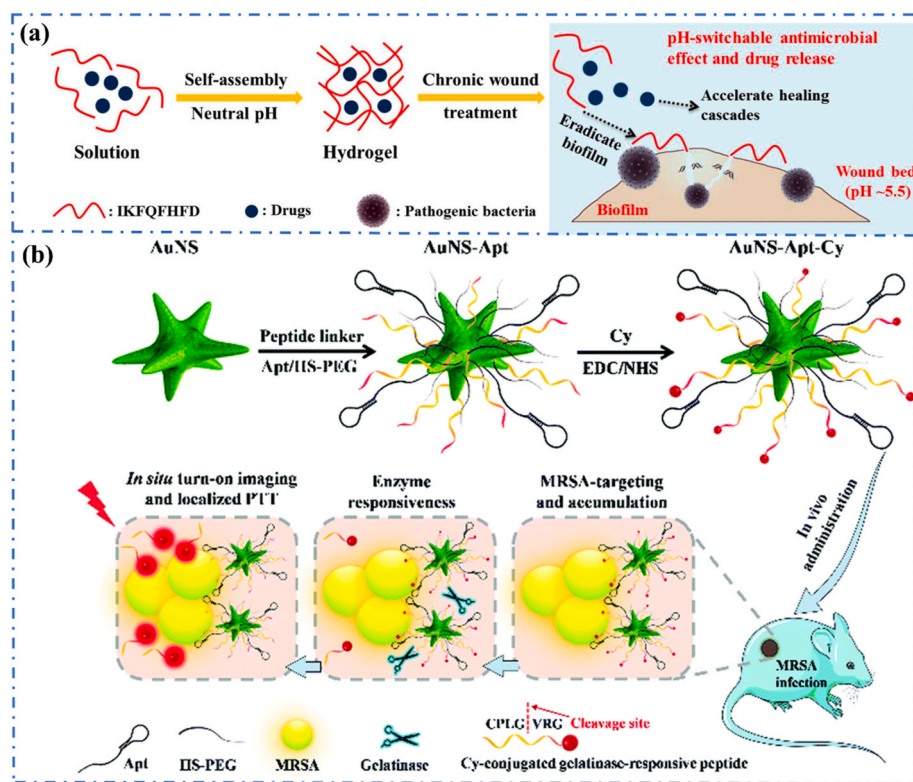 (a)
Self-assembly
Neutral pH
Chronic wound
treatment
pH-switchable antimicrobial
effect and drug release
Accelerate healing
cascades
Eradicate
biofilm
Solution
Hydrogel
Wound bed
(pH ~5.5)
Biofilm
: IKFQFHFD
: Drugs
: Pathogenic bacteria
(b)
AuNS
AuNS-Apt
AuNS-Apt-Cy
Peptide linker
Apt/HS-PEG
Cy
EDC/NHS
In situ turn-on imaging
and localized PTT
Enzyme
responsiveness
MRSA-targeting
and accumulation
In vivo
administration
MRSA
infection
CPLG VRG
Cleavage site
Apt
HS-PEG
MRSA
Gelatinase
Cy-conjugated gelatinase-responsive peptide